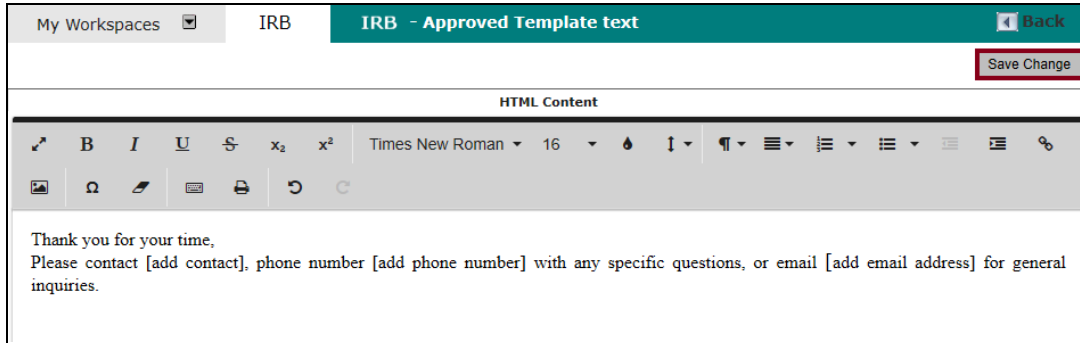 My Workspaces IRB IRB - Approved Template text Back
Save Change
HTML Content
B I U S x₂ x² Times New Roman 16 ¶
Ω
Thank you for your time,
Please contact [add contact], phone number [add phone number] with any specific questions, or email [add email address] for general
inquiries.